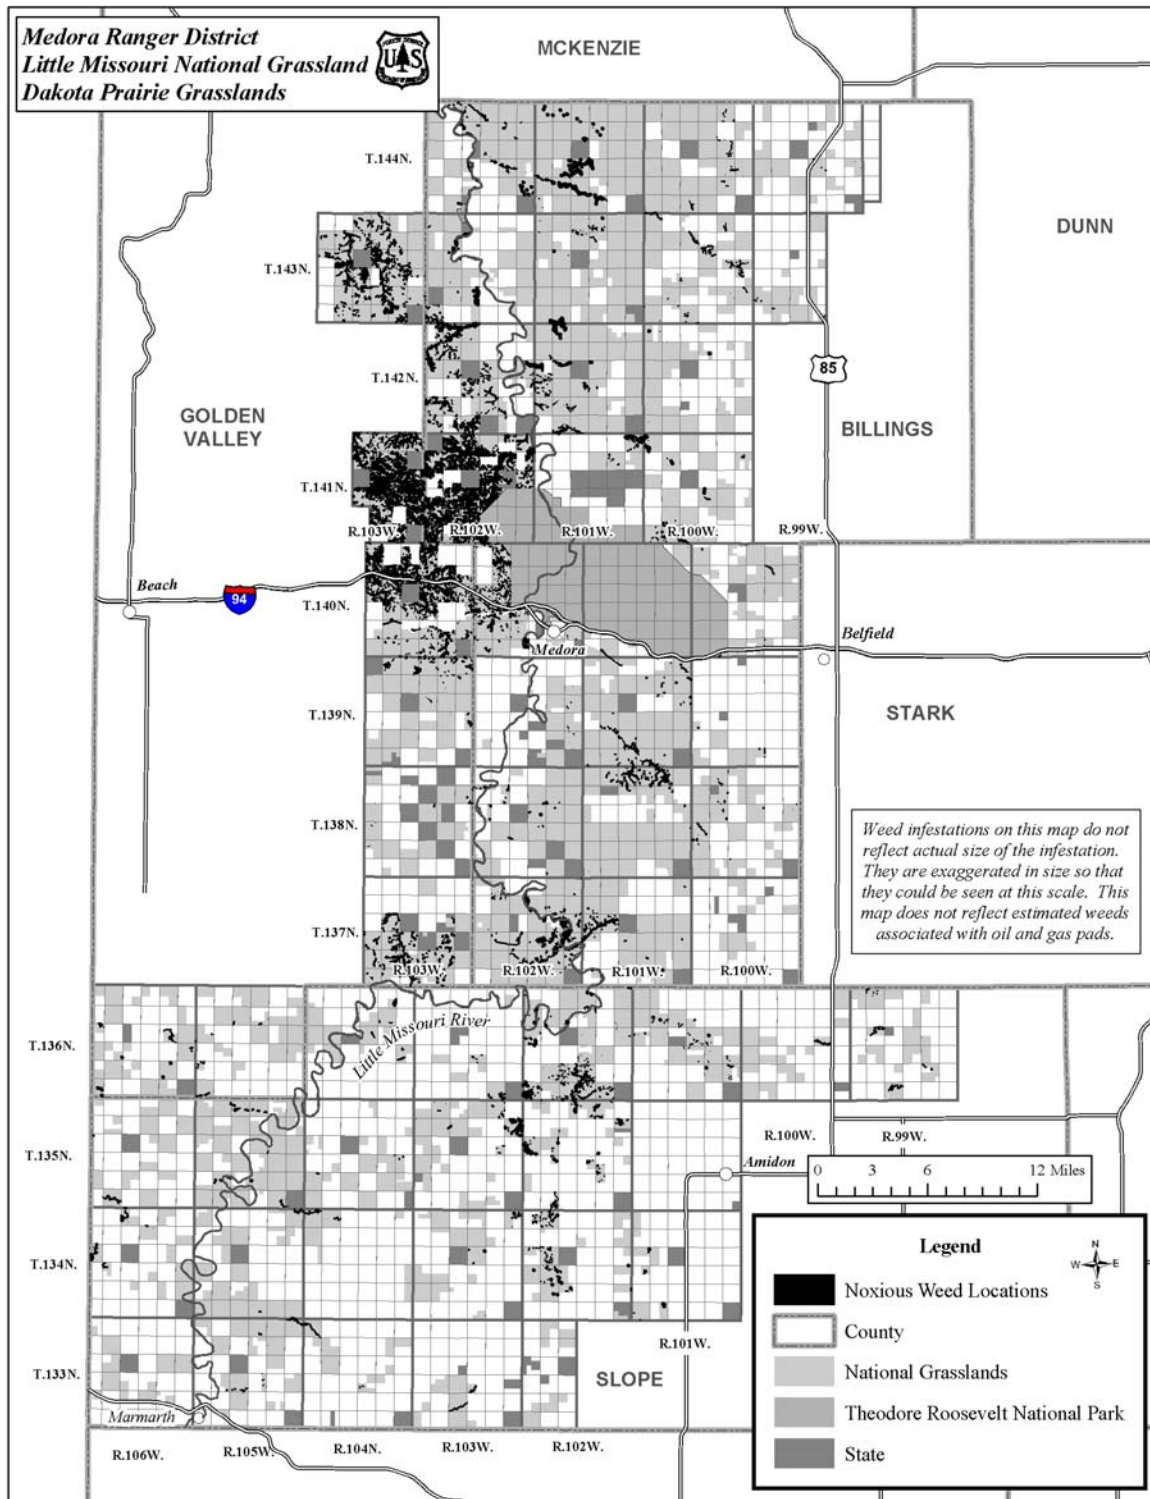 Medora Ranger District
Little Missouri National Grassland
Dakota Prairie Grasslands
U S
MCKENZIE
T.144N.
DUNN
T.143N.
T.142N.
85
GOLDEN
VALLEY
BILLINGS
T.141N.
R.103W. R.102W. R.101W. R.100W. R.99W.
Beach
94
T.140N.
Medora
Belfield
T.139N.
STARK
T.138N.
Weed infestations on this map do not
reflect actual size of the infestation.
They are exaggerated in size so that
they could be seen at this scale. This
map does not reflect estimated weeds
associated with oil and gas pads.
T.137N.
R.103W. R.102W. R.101W. R.100W.
Little Missouri River
T.136N.
R.100W. R.99W.
T.135N.
Amidon
0 3 6 12 Miles
T.134N.
Legend
N
W E
S
Noxious Weed Locations
County
National Grasslands
Theodore Roosevelt National Park
State
R.101W.
T.133N.
SLOPE
Marmarth
R.106W. R.105W. R.104N. R.103W. R.102W.